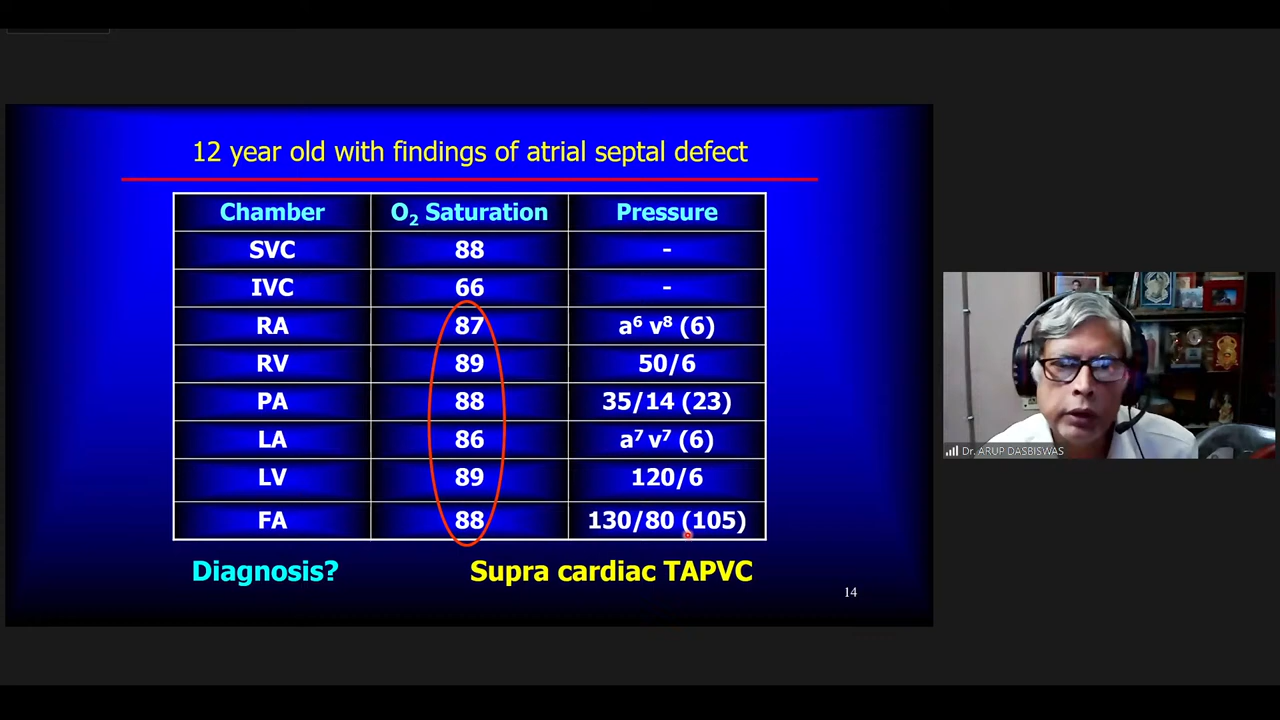 12 year old with findings of atrial septal defect
Chamber O₂ Saturation Pressure
SVC 88 -
IVC 66 -
RA 87 a⁶ v⁸ (6)
RV 89 50/6
PA 88 35/14 (23)
LA 86 a⁷ v⁷ (6)
LV 89 120/6
FA 88 130/80 (105)
Diagnosis? Supra cardiac TAPVC
14
Dr. ARUP DASBISWAS